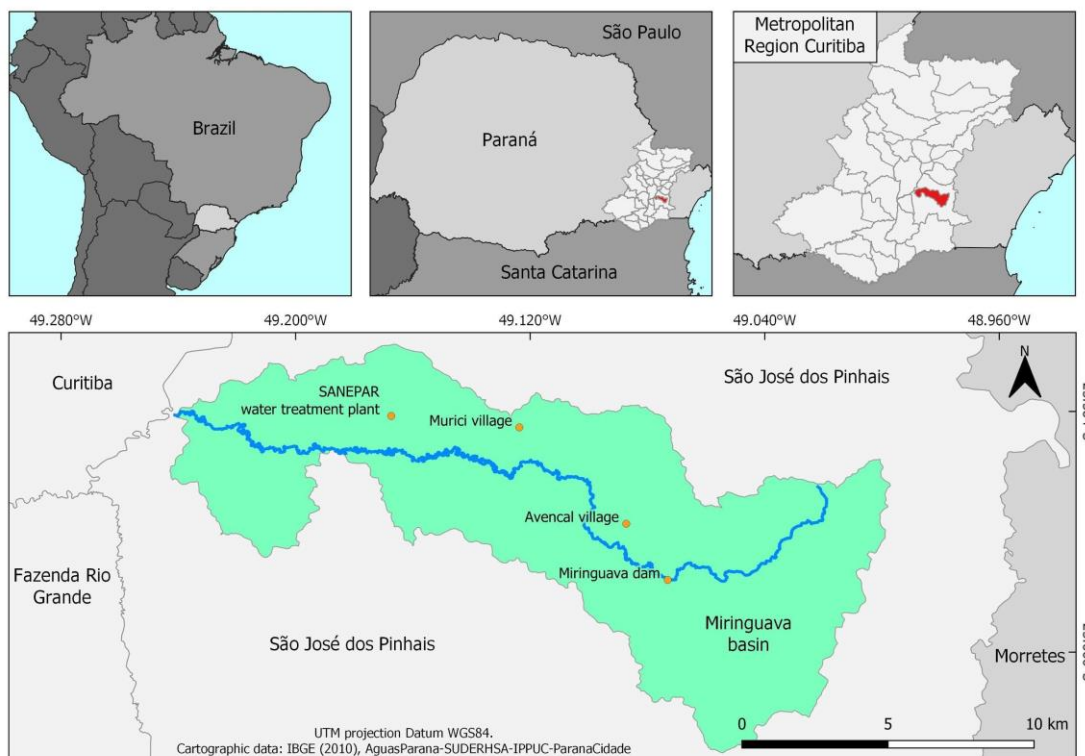 Brazil
São Paulo
Paraná
Santa Catarina
Metropolitan
Region Curitiba
49.280°W
49.200°W
49.120°W
49.040°W
48.960°W
Curitiba
SANEPAR
water treatment plant
Murici village
São José dos Pinhais
N
Avencal village
Miringuava dam
Fazenda Rio
Grande
São José dos Pinhais
Miringuava
basin
Morretes
0
5
10 km
UTM projection Datum WGS84.
Cartographic data: IBGE (2010), AguasParana-SUDERHSA-IPPUC-ParanaCidade